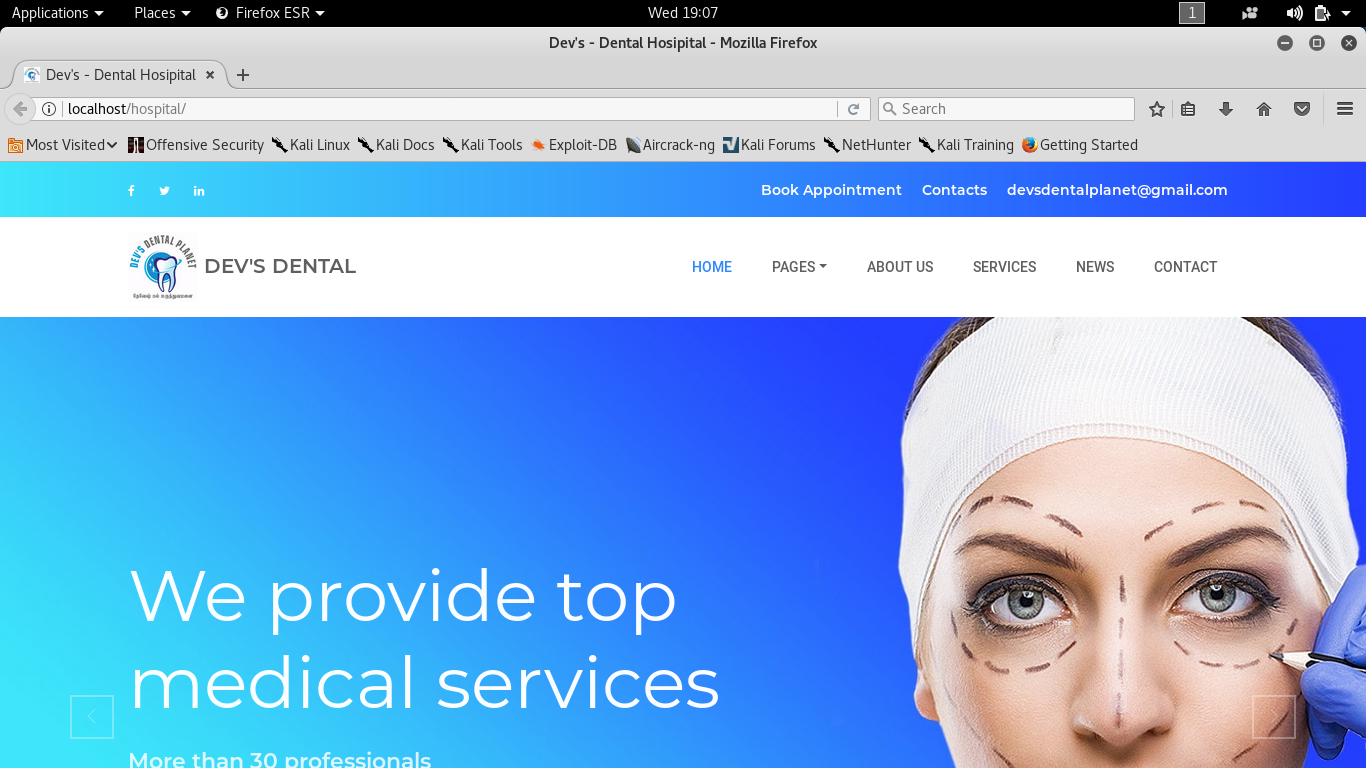 Applications Places Firefox ESR Wed 19:07 1
Dev's - Dental Hosipital - Mozilla Firefox
Dev's - Dental Hosipital
localhost/hospital/ Search
Most Visited Offensive Security Kali Linux Kali Docs Kali Tools Exploit-DB Aircrack-ng Kali Forums NetHunter Kali Training Getting Started
Book Appointment Contacts devsdentalplanet@gmail.com
DEV'S DENTAL PLANET
DEV'S DENTAL HOME PAGES ABOUT US SERVICES NEWS CONTACT
We provide top
medical services
More than 30 professionals